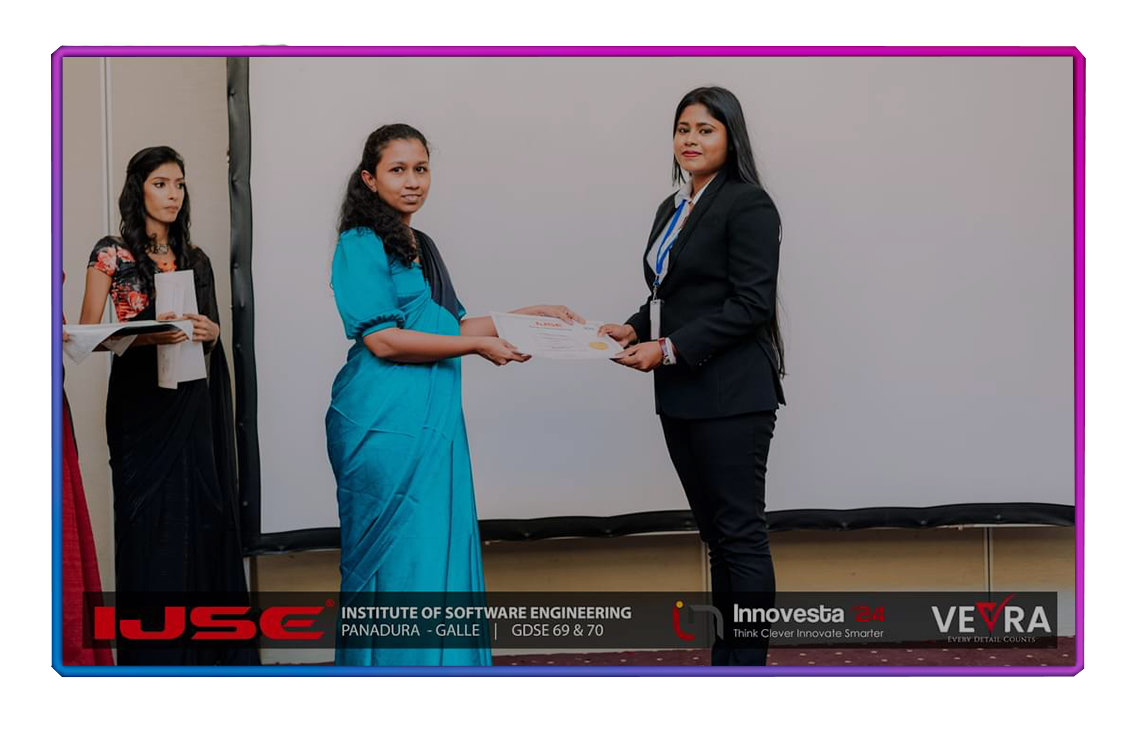 IJSE®
INSTITUTE OF SOFTWARE ENGINEERING
PANADURA - GALLE | GDSE 69 & 70
Innovesta '24
Think Clever Innovate Smarter
VEVRA
EVERY DETAIL COUNTS